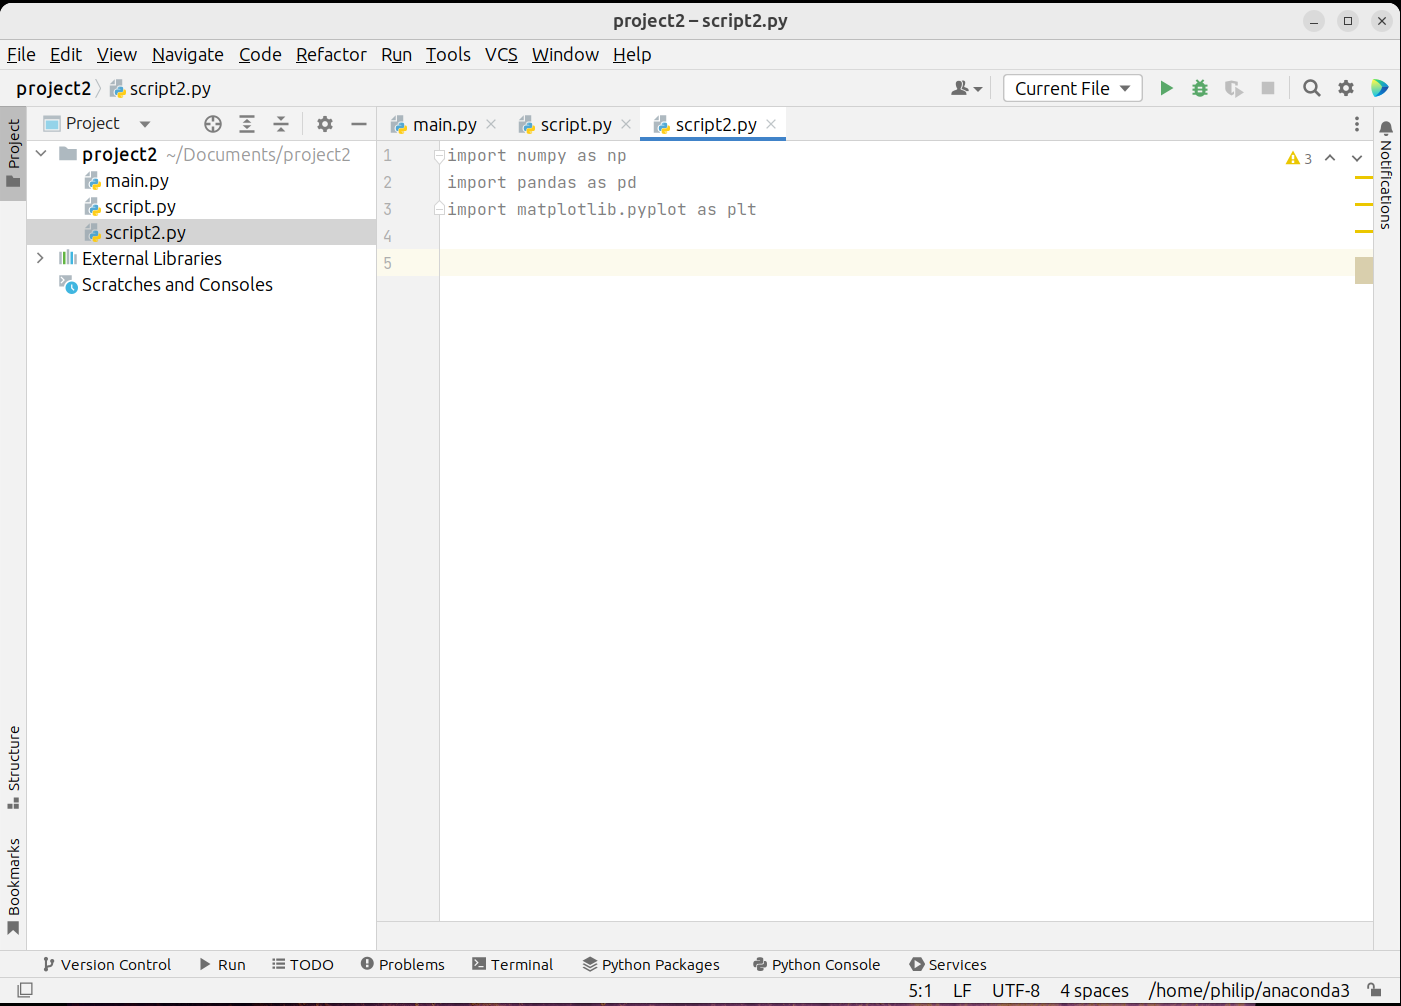 project2 – script2.py
File Edit View Navigate Code Refactor Run Tools VCS Window Help
project2 script2.py Current File
Project
Project
main.py script.py script2.py
Notifications
project2 ~/Documents/project2
main.py
script.py
script2.py
External Libraries
Scratches and Consoles
1 import numpy as np
2 import pandas as pd
3 import matplotlib.pyplot as plt
4
5
3
Structure
Bookmarks
Version Control Run TODO Problems Terminal Python Packages Python Console Services
5:1 LF UTF-8 4 spaces /home/philip/anaconda3